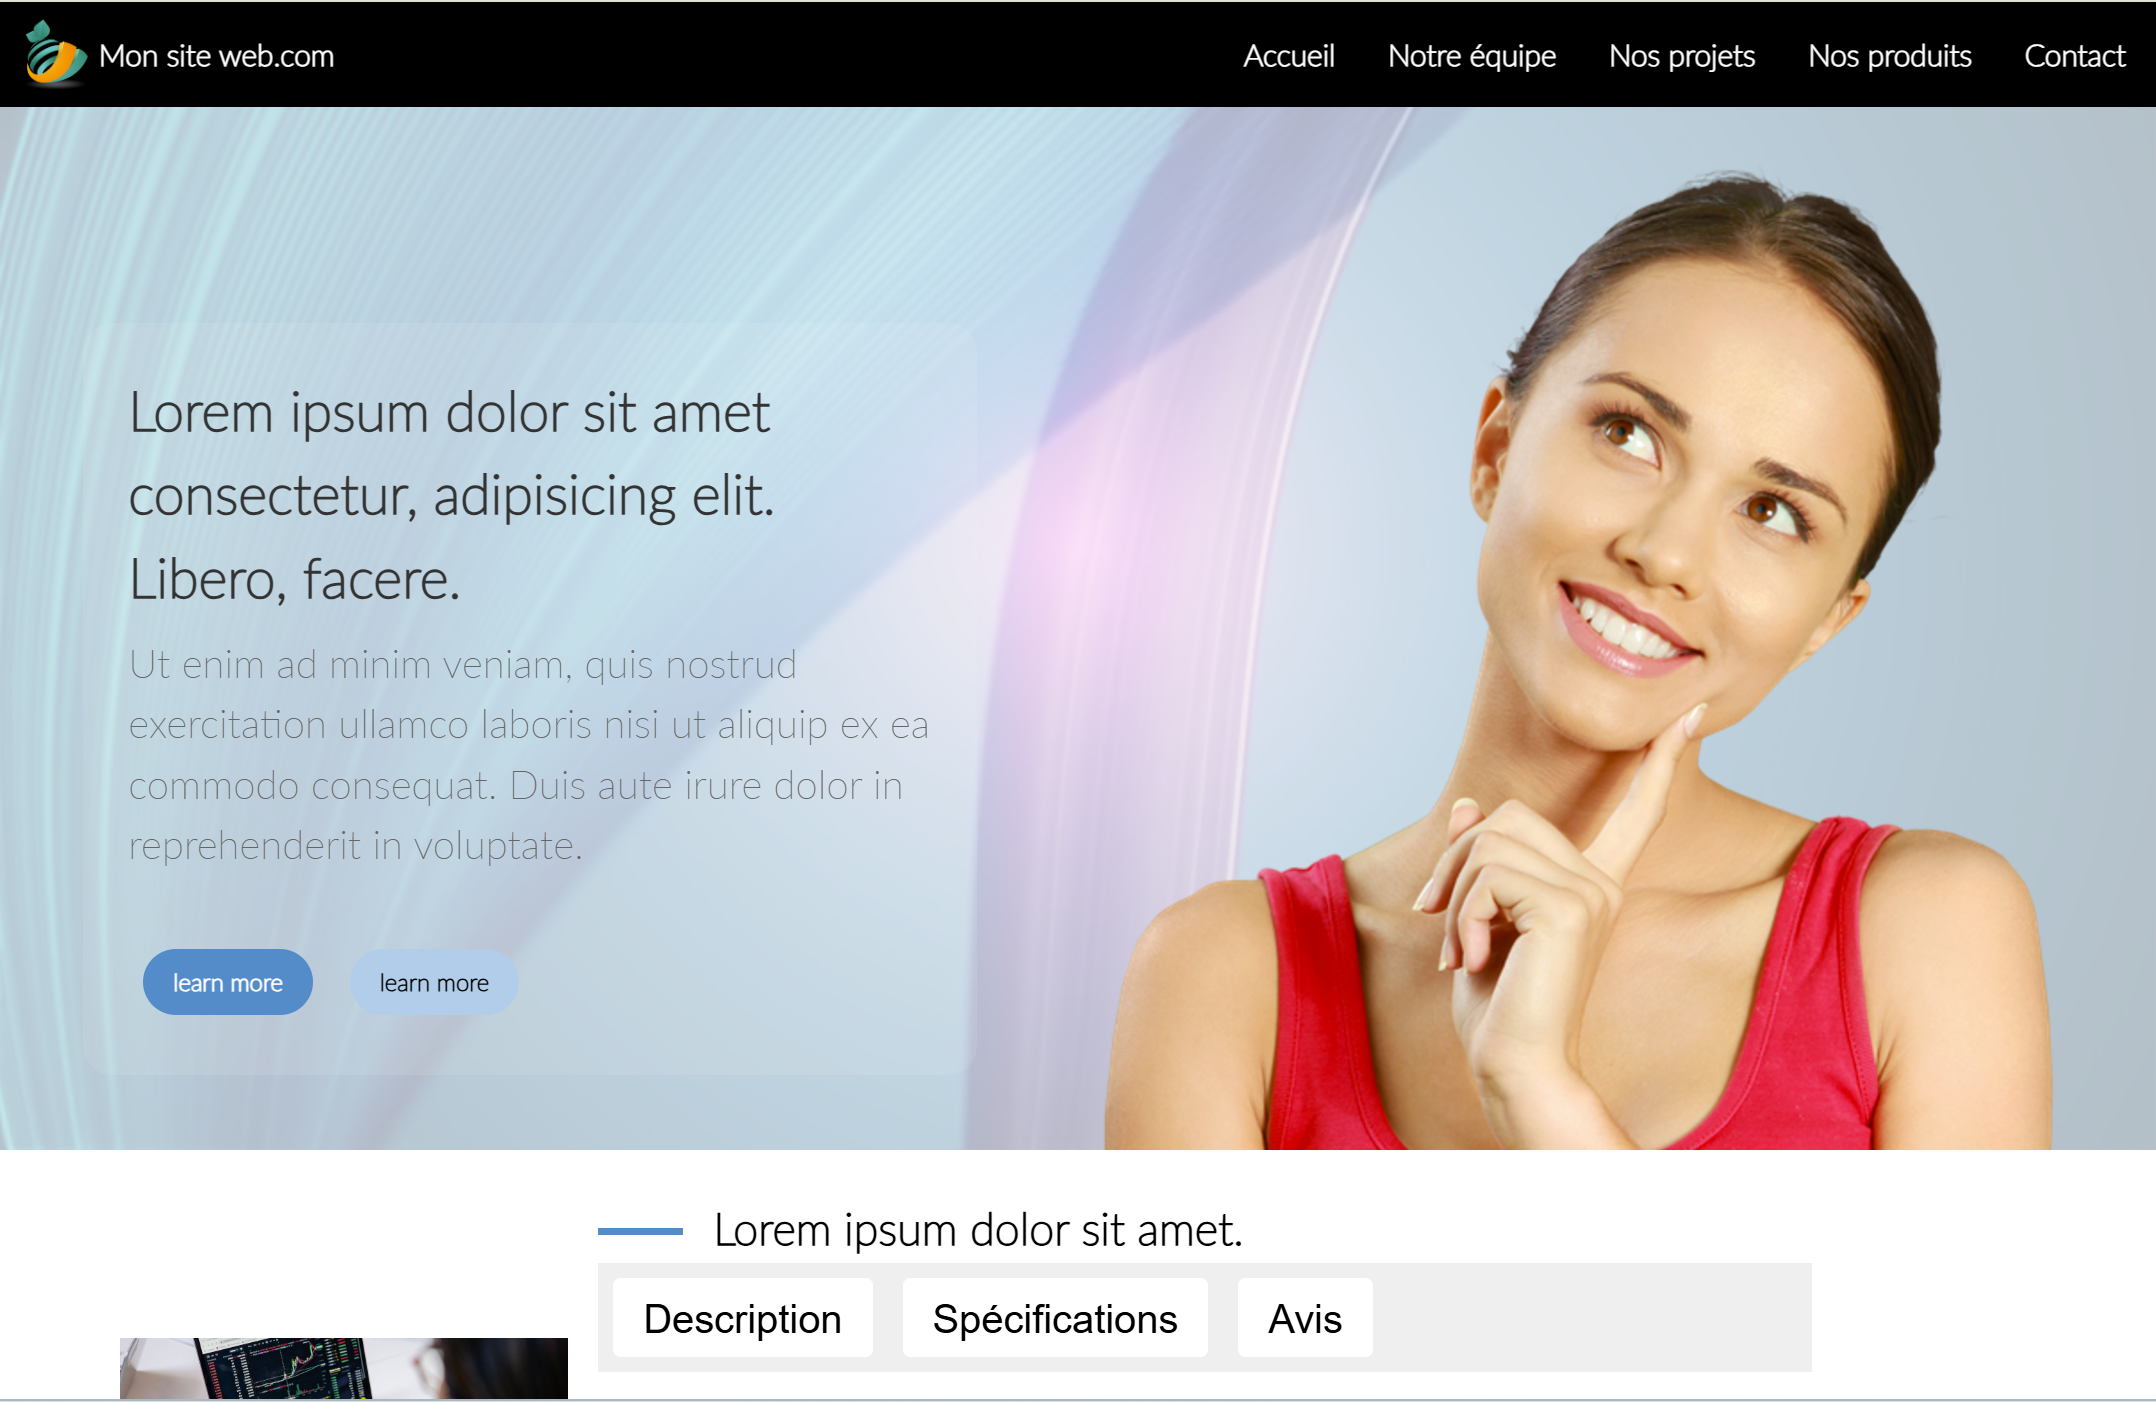 Mon site web.com
Accueil Notre équipe Nos projets Nos produits Contact
Lorem ipsum dolor sit amet
consectetur, adipisicing elit.
Libero, facere.
Ut enim ad minim veniam, quis nostrud
exercitation ullamco laboris nisi ut aliquip ex ea
commodo consequat. Duis aute irure dolor in
reprehenderit in voluptate.
learn more learn more
Lorem ipsum dolor sit amet.
Description Spécifications Avis